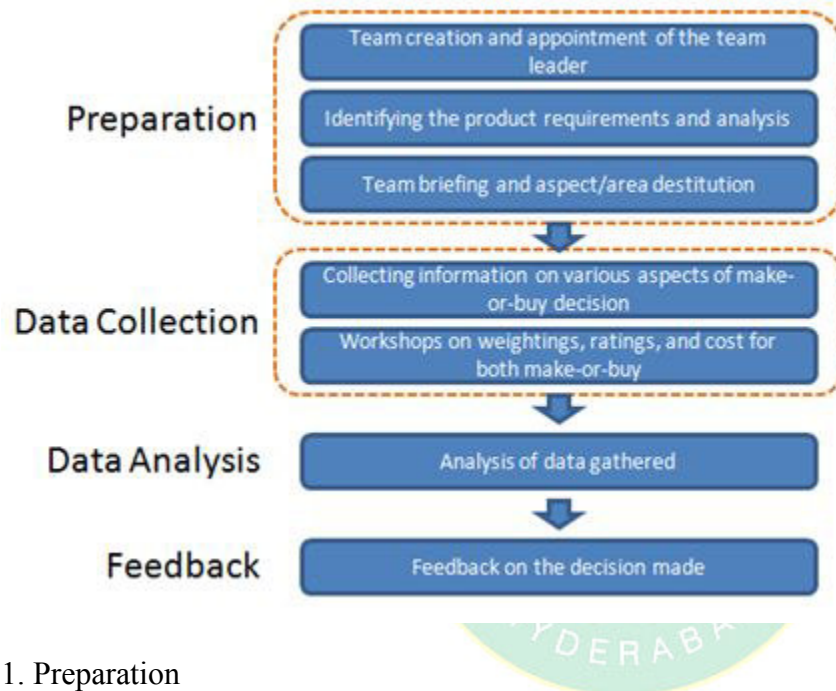 Team creation and appointment of the team
leader
Preparation
Identifying the product requirements and analysis
Team briefing and aspect/area destitution
Collecting information on various aspects of make-
or-buy decision
Data Collection
Workshops on weightings, ratings, and cost for
both make-or-buy
Data Analysis
Analysis of data gathered
Feedback
Feedback on the decision made
YDERABA
1. Preparation